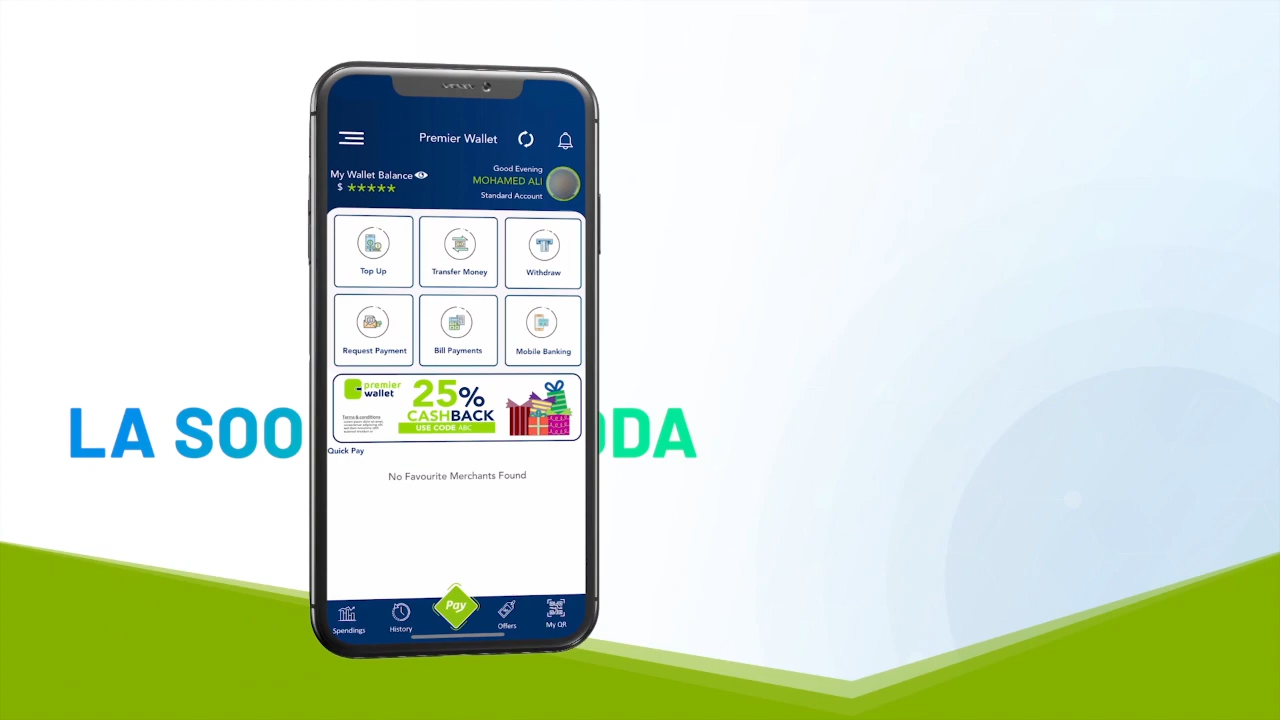 Premier Wallet
Good Evening
My Wallet Balance
MOHAMED ALI
$ *****
Standard Account
Top Up
Transfer Money
Withdraw
Request Payment
Bill Payments
Mobile Banking
premier
wallet
25%
CASHBACK
USE CODE ABC
Terms & conditions
LA SOO
ODA
Quick Pay
No Favourite Merchants Found
Pay
Spendings
History
Offers
My QR